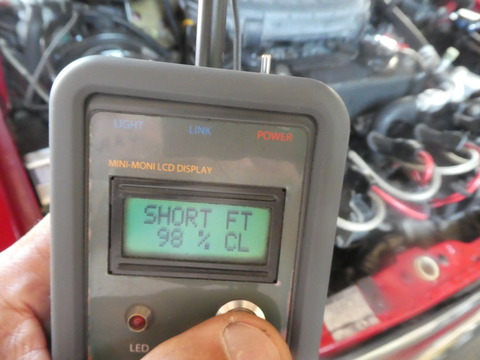 LIGHT LINK POWER
MINI-MONI LCD DISPLAY
SHORT FT
98 % CL
LED